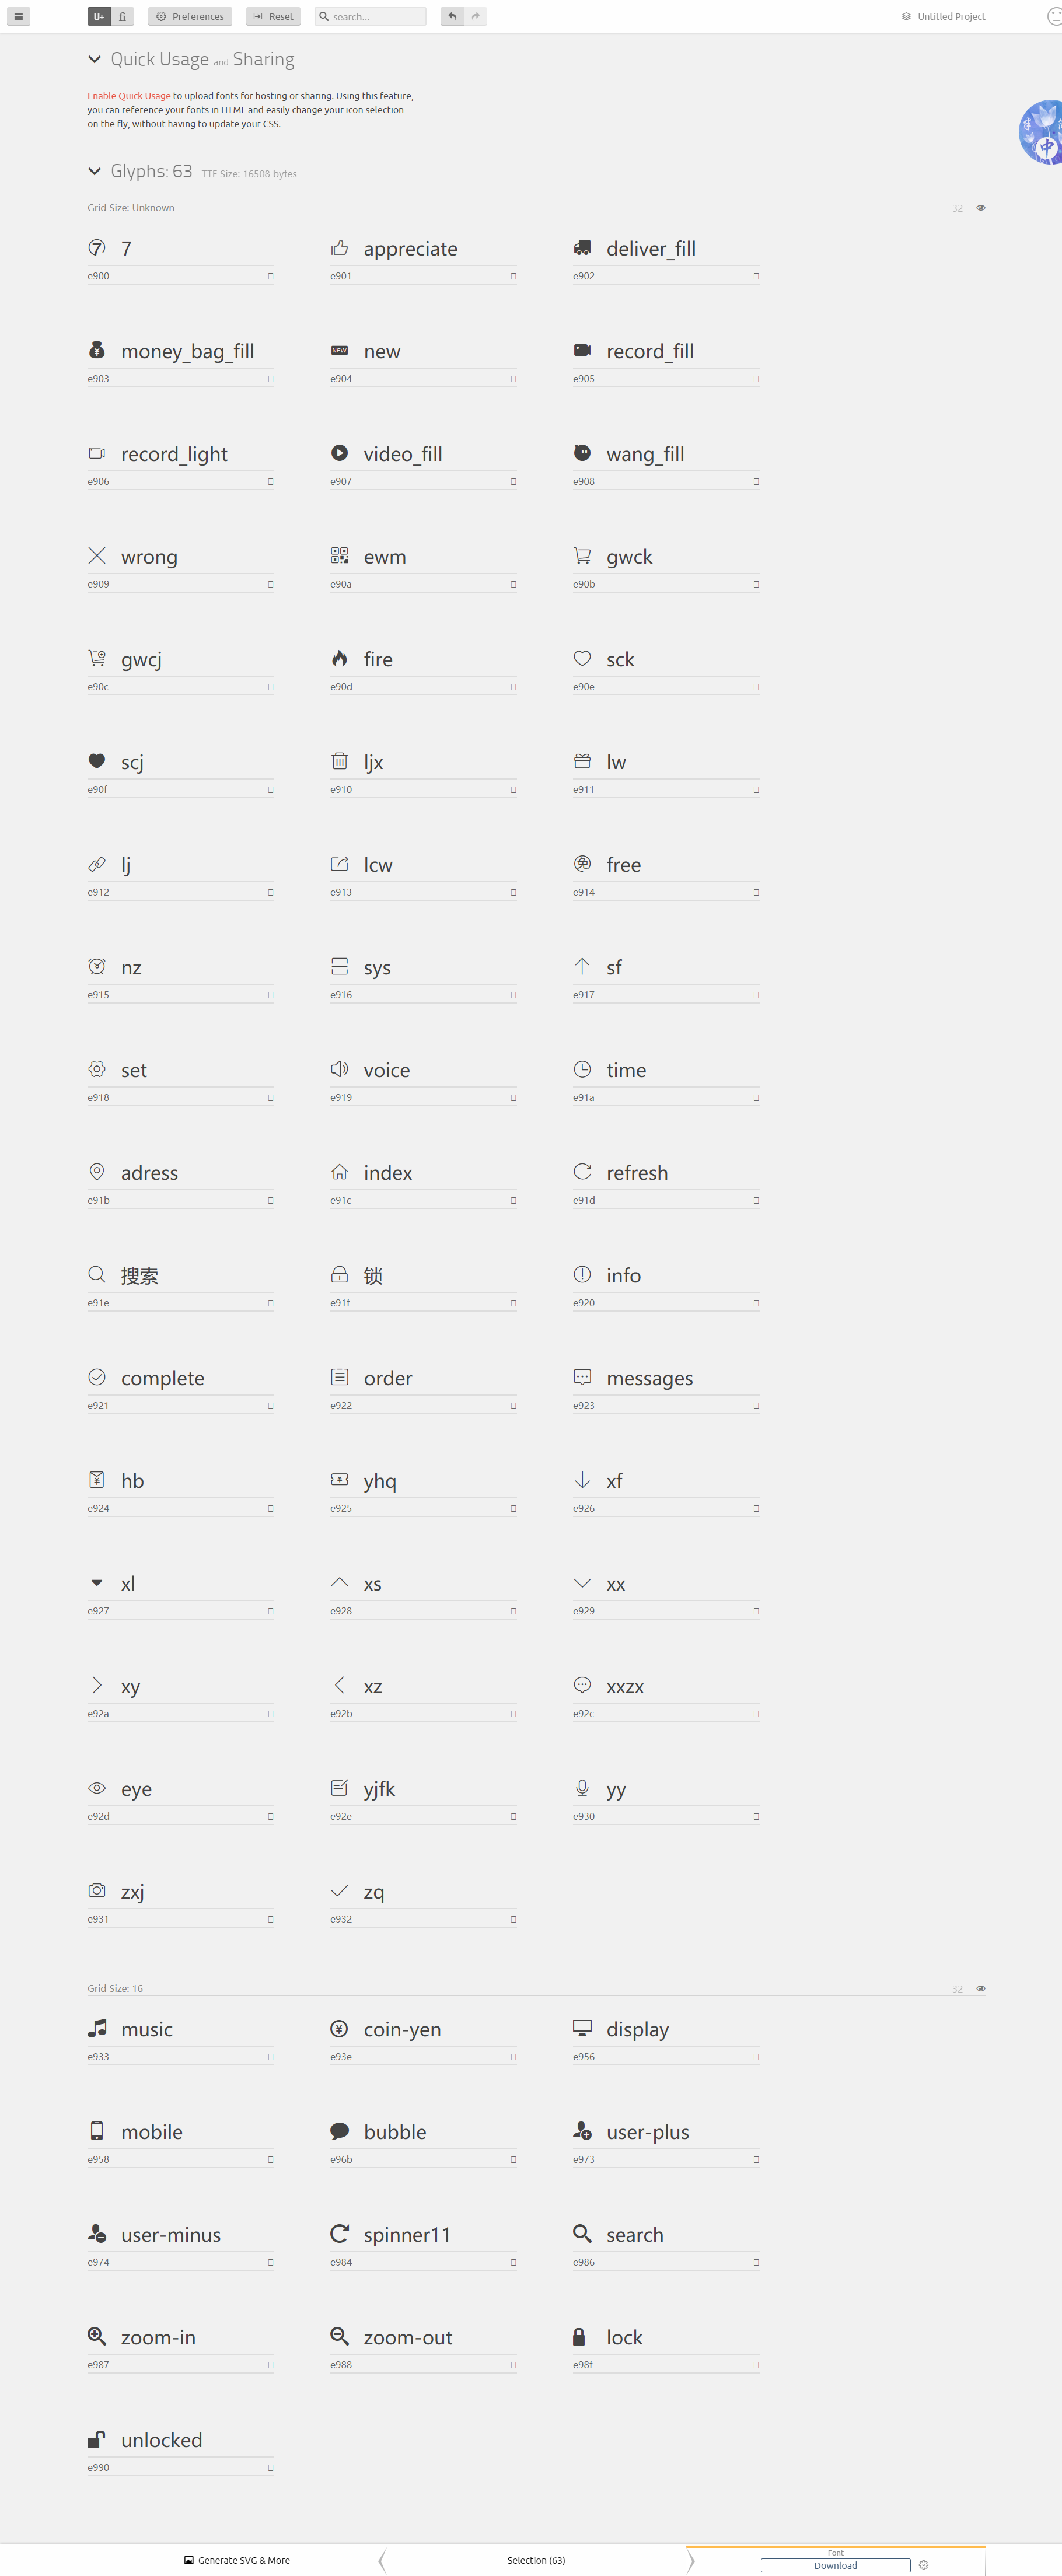 U+ fi Preferences Reset search... Untitled Project
Quick Usage and Sharing
Enable Quick Usage to upload fonts for hosting or sharing. Using this feature,
you can reference your fonts in HTML and easily change your icon selection
on the fly, without having to update your CSS.
中
Glyphs: 63 TTF Size: 16508 bytes
Grid Size: Unknown 32
7 7 appreciate deliver_fill
e900 e901 e902
¥ money_bag_fill NEW new record_fill
e903 e904 e905
record_light video_fill wang_fill
e906 e907 e908
wrong ewm gwck
e909 e90a e90b
gwcj fire sck
e90c e90d e90e
scj ljx lw
e90f e910 e911
lj lcw 免 free
e912 e913 e914
nz sys sf
e915 e916 e917
set voice time
e918 e919 e91a
adress index refresh
e91b e91c e91d
搜索 锁 info
e91e e91f e920
complete order messages
e921 e922 e923
¥ hb ¥ yhq xf
e924 e925 e926
xl xs xx
e927 e928 e929
xy xz xxzx
e92a e92b e92c
eye yjfk yy
e92d e92e e930
zxj zq
e931 e932
Grid Size: 16 32
music ¥ coin-yen display
e933 e93e e956
mobile bubble user-plus
e958 e96b e973
user-minus spinner11 search
e974 e984 e986
zoom-in zoom-out lock
e987 e988 e98f
unlocked
e990
Generate SVG & More Selection (63) Font
Download